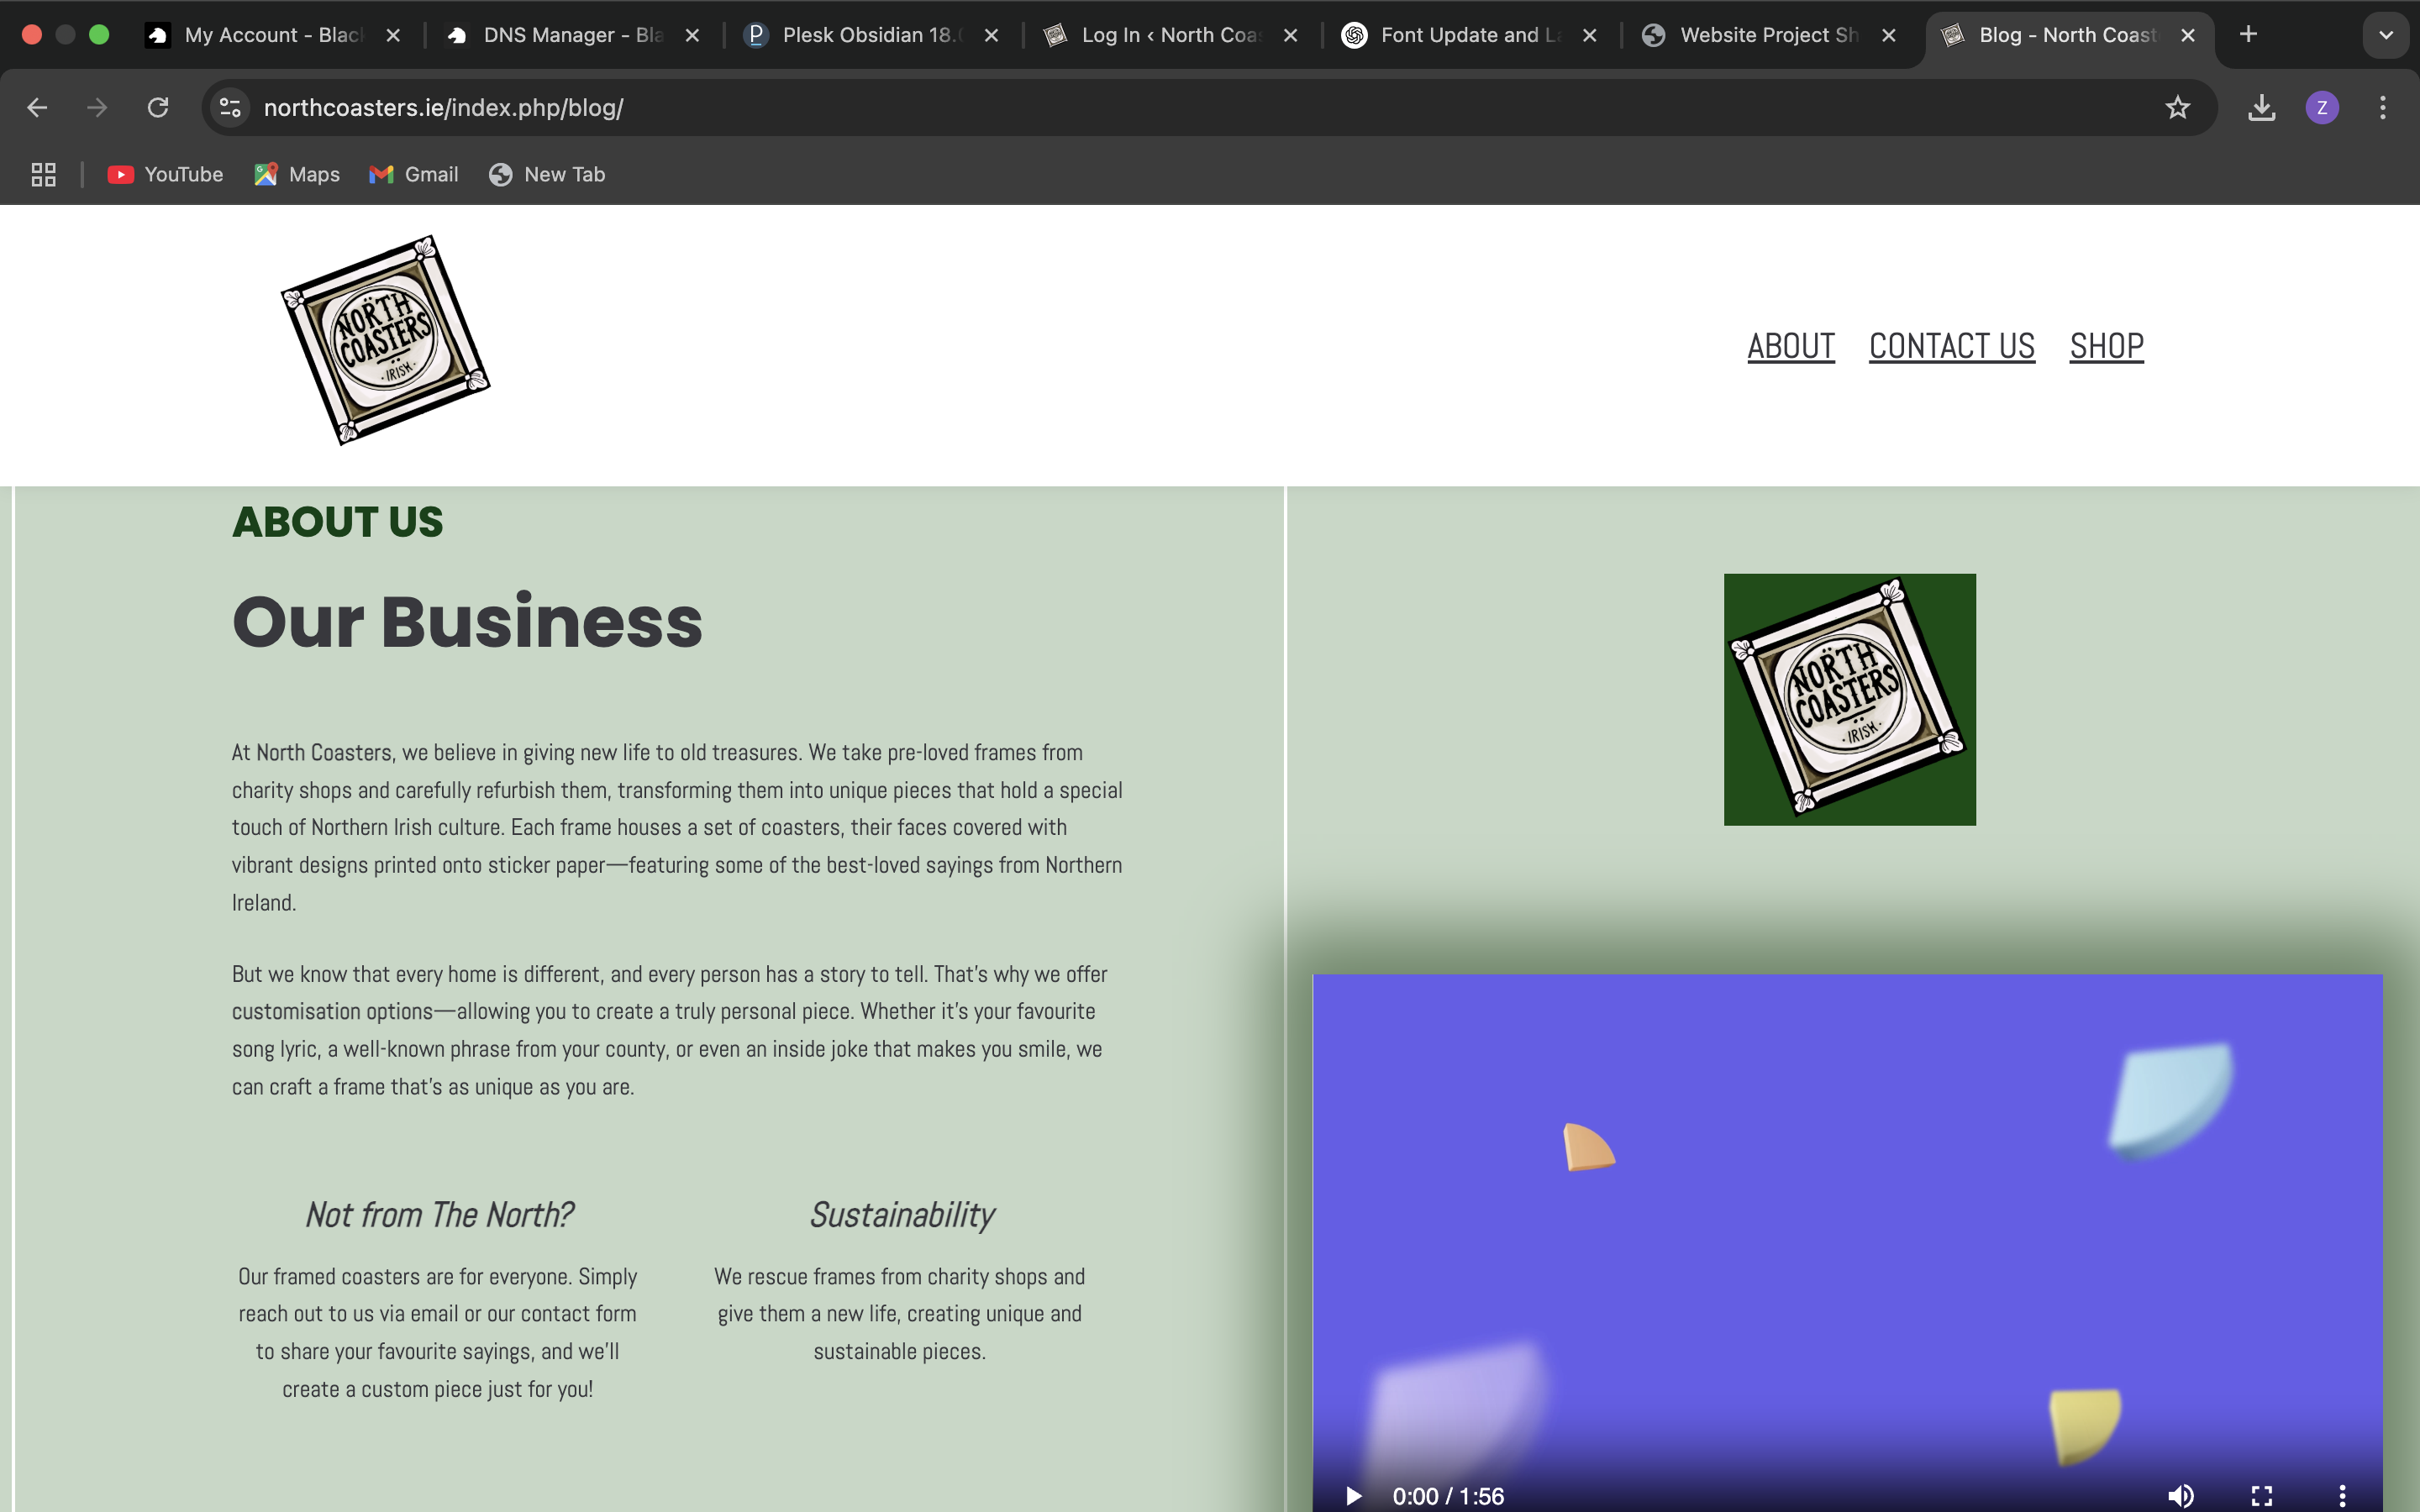 My Account - Blac
DNS Manager - Bla
Plesk Obsidian 18.
Log In ‹ North Coa
Font Update and La
Website Project Sh
Blog - North Coast
northcoasters.ie/index.php/blog/
Z
YouTube
Maps
Gmail
New Tab
NORTH
COASTERS
·IRISH·
ABOUT
CONTACT US
SHOP
ABOUT US
Our Business
NORTH
COASTERS
·IRISH·
At North Coasters, we believe in giving new life to old treasures. We take pre-loved frames from
charity shops and carefully refurbish them, transforming them into unique pieces that hold a special
touch of Northern Irish culture. Each frame houses a set of coasters, their faces covered with
vibrant designs printed onto sticker paper—featuring some of the best-loved sayings from Northern
Ireland.
But we know that every home is different, and every person has a story to tell. That’s why we offer
customisation options—allowing you to create a truly personal piece. Whether it’s your favourite
song lyric, a well-known phrase from your county, or even an inside joke that makes you smile, we
can craft a frame that’s as unique as you are.
Not from The North?
Our framed coasters are for everyone. Simply
reach out to us via email or our contact form
to share your favourite sayings, and we’ll
create a custom piece just for you!
Sustainability
We rescue frames from charity shops and
give them a new life, creating unique and
sustainable pieces.
0:00 / 1:56